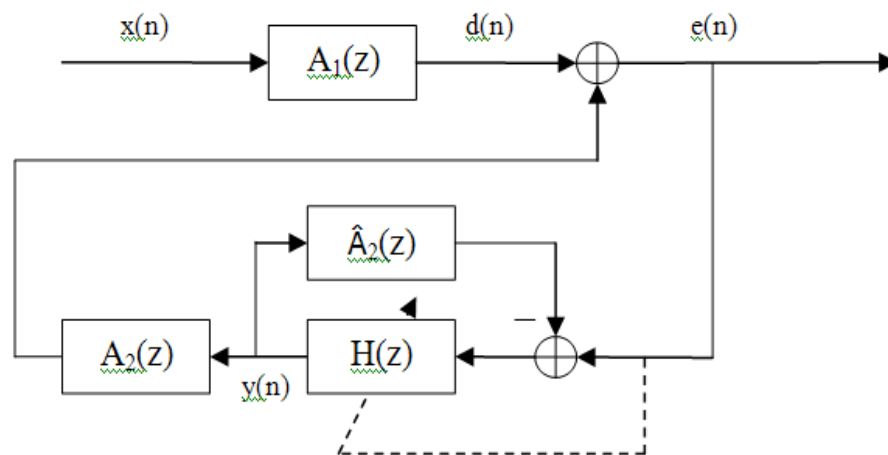 x(n)
d(n)
e(n)
A₁(z)
Â₂(z)
–
A₂(z)
H(z)
y(n)